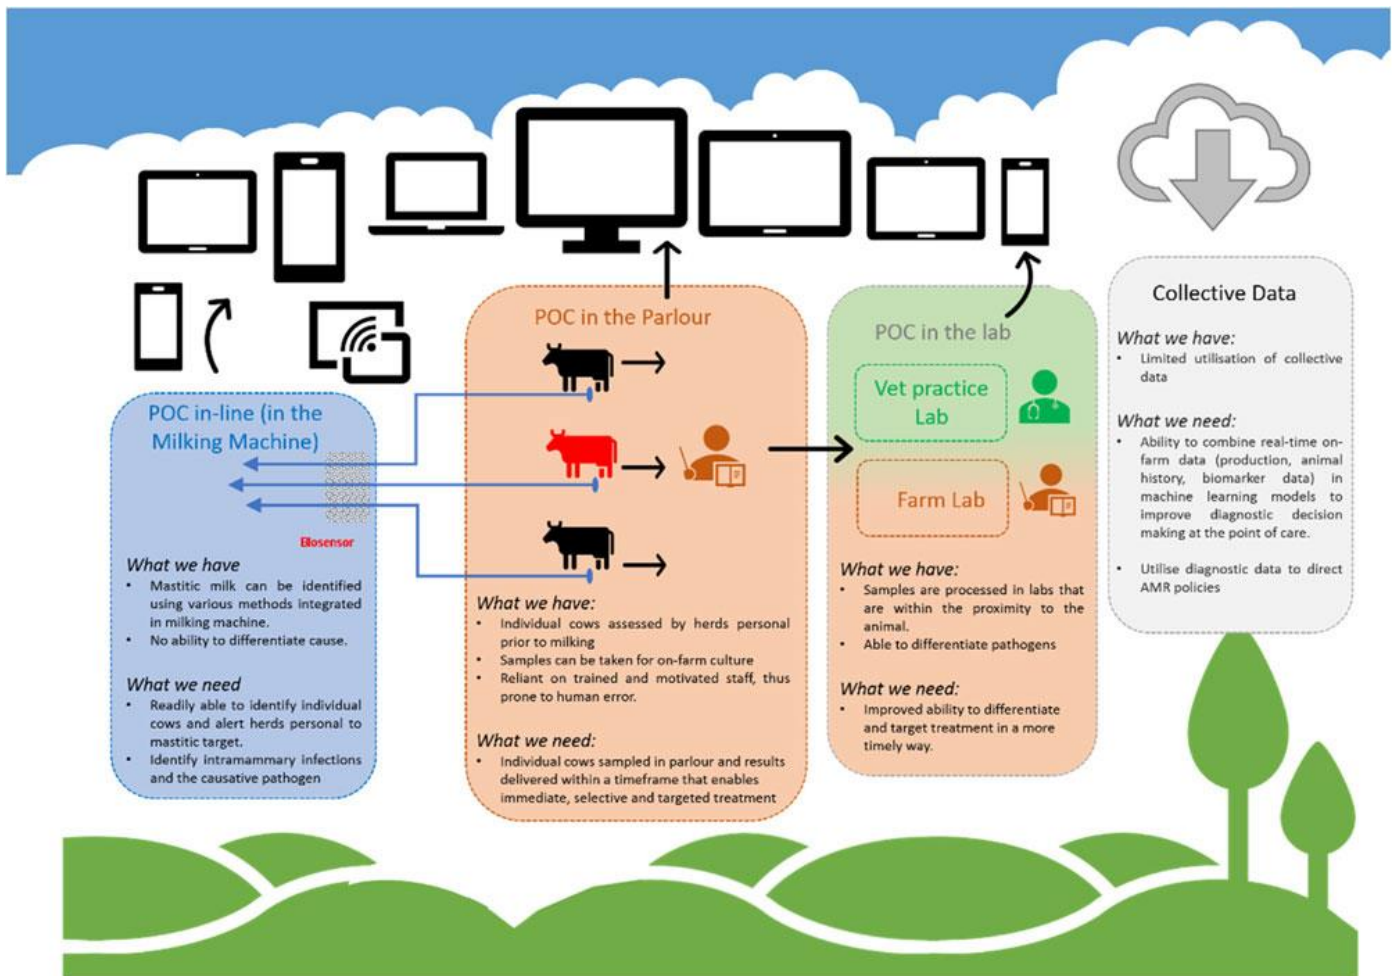 POC in-line (in the
Milking Machine)
Biosensor
What we have
• Mastitic milk can be identified
using various methods integrated
in milking machine.
• No ability to differentiate cause.
What we need
• Readily able to identify individual
cows and alert herds personal to
mastitic target.
• Identify intramammary infections
and the causative pathogen
POC in the Parlour
What we have:
• Individual cows assessed by herds personal
prior to milking
• Samples can be taken for on-farm culture
• Reliant on trained and motivated staff, thus
prone to human error.
What we need:
• Individual cows sampled in parlour and results
delivered within a timeframe that enables
immediate, selective and targeted treatment
POC in the lab
Vet practice
Lab
Farm Lab
What we have:
• Samples are processed in labs that
are within the proximity to the
animal.
• Able to differentiate pathogens
What we need:
• Improved ability to differentiate
and target treatment in a more
timely way.
Collective Data
What we have:
• Limited utilisation of collective
data
What we need:
• Ability to combine real-time on-
farm data (production, animal
history, biomarker data) in
machine learning models to
improve diagnostic decision
making at the point of care.
• Utilise diagnostic data to direct
AMR policies